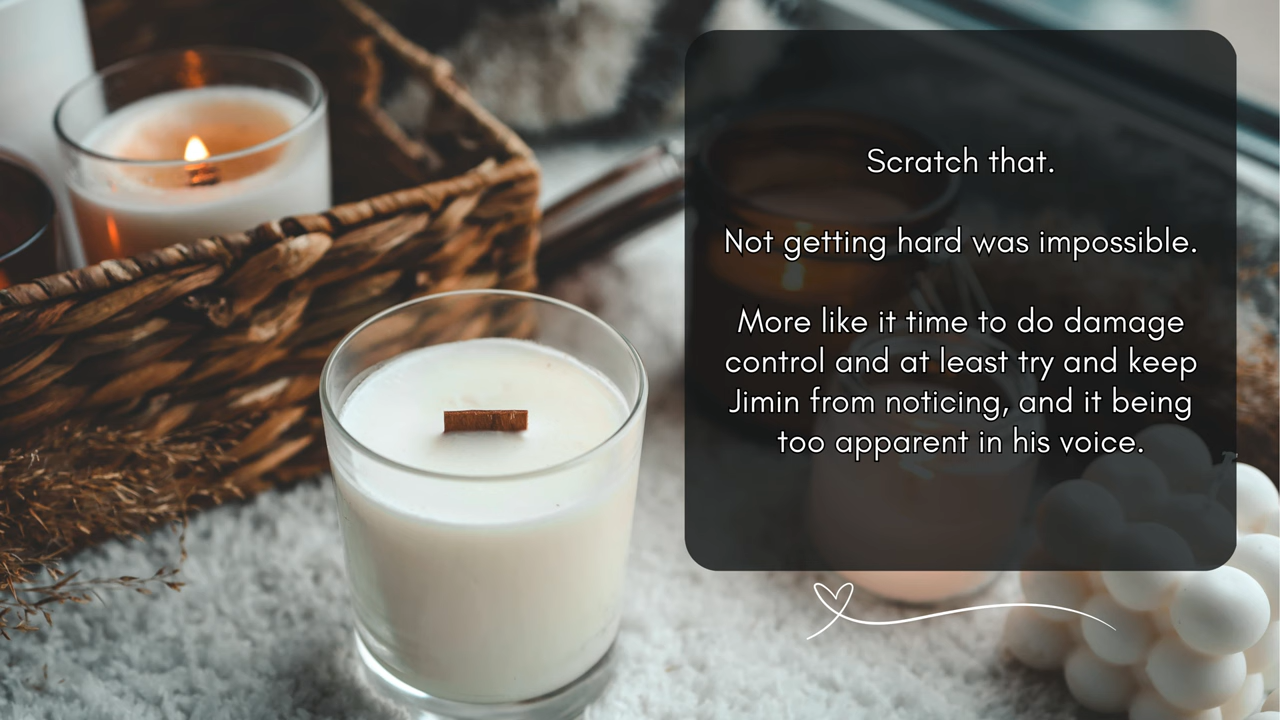 Scratch that.
Not getting hard was impossible.
More like it time to do damage
control and at least try and keep
Jimin from noticing, and it being
too apparent in his voice.